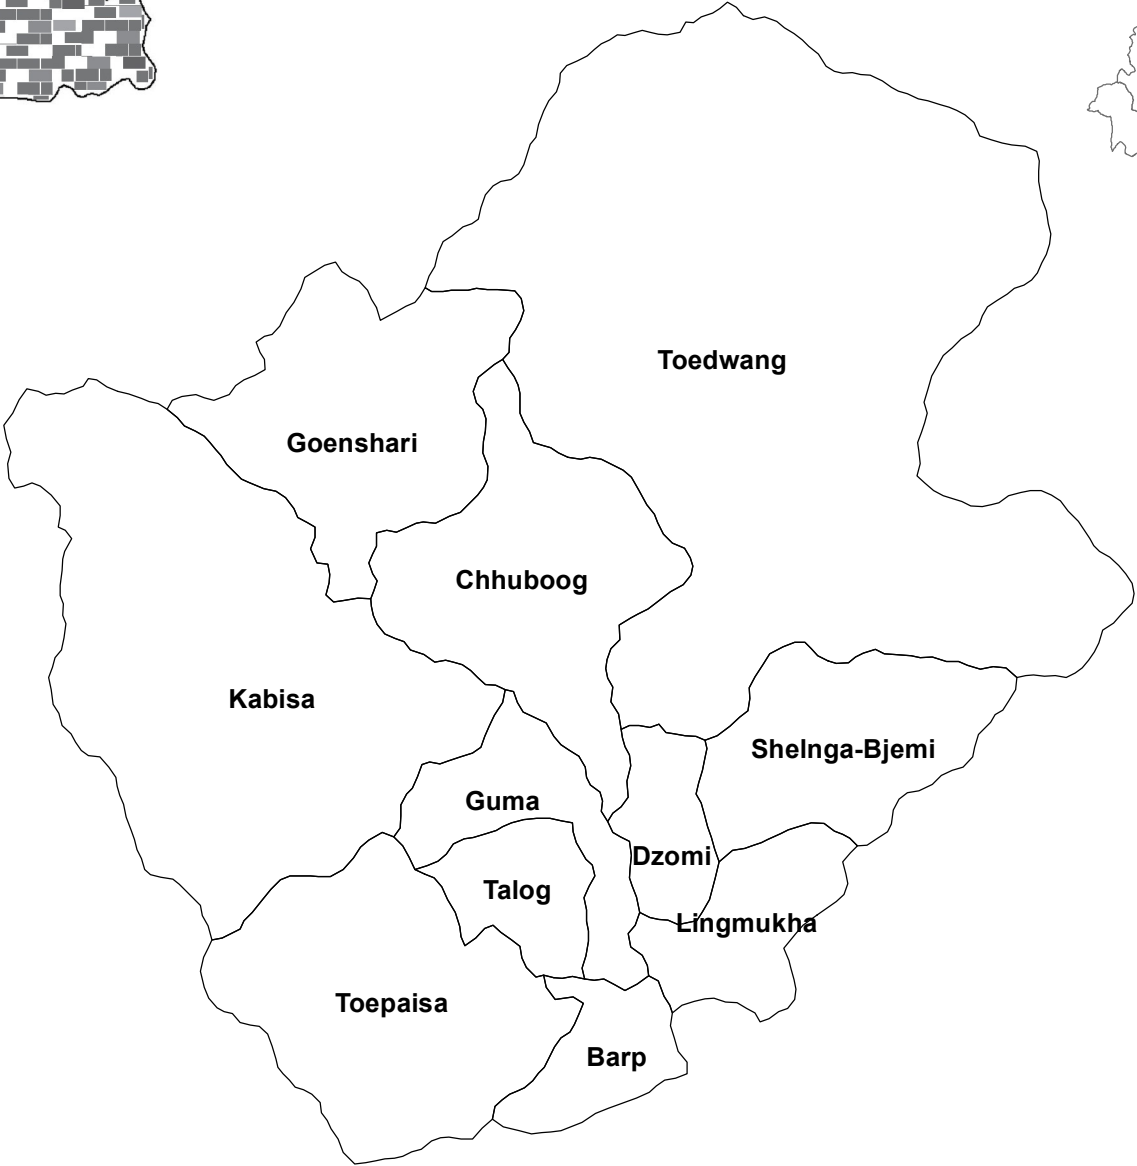 Toedwang
Goenshari
Chhuboog
Kabisa
Shelnga-Bjemi
Guma
Dzomi
Talog
Lingmukha
Toepaisa
Barp